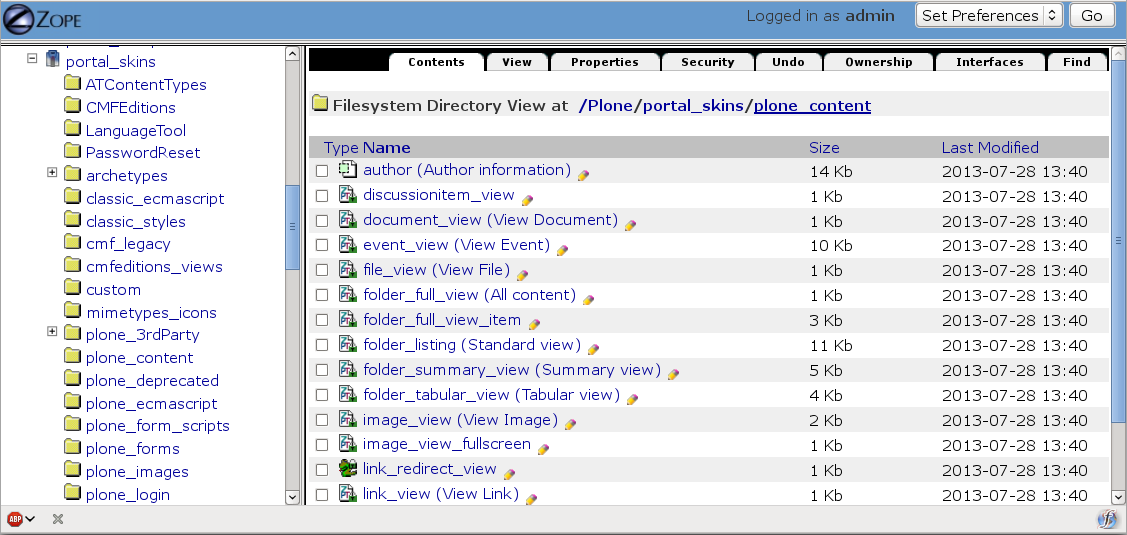 ZOPE
Logged in as admin
Set Preferences
Go
portal_skins
ATContentTypes
CMFEditions
LanguageTool
PasswordReset
archetypes
classic_ecmascript
classic_styles
cmf_legacy
cmfeditions_views
custom
mimetypes_icons
plone_3rdParty
plone_content
plone_deprecated
plone_ecmascript
plone_form_scripts
plone_forms
plone_images
plone_login
Contents View Properties Security Undo Ownership Interfaces Find
Filesystem Directory View at /Plone/portal_skins/plone_content
Type Name Size Last Modified
author (Author information) 14 Kb 2013-07-28 13:40
discussionitem_view 1 Kb 2013-07-28 13:40
document_view (View Document) 1 Kb 2013-07-28 13:40
event_view (View Event) 10 Kb 2013-07-28 13:40
file_view (View File) 1 Kb 2013-07-28 13:40
folder_full_view (All content) 1 Kb 2013-07-28 13:40
folder_full_view_item 3 Kb 2013-07-28 13:40
folder_listing (Standard view) 11 Kb 2013-07-28 13:40
folder_summary_view (Summary view) 5 Kb 2013-07-28 13:40
folder_tabular_view (Tabular view) 4 Kb 2013-07-28 13:40
image_view (View Image) 2 Kb 2013-07-28 13:40
image_view_fullscreen 1 Kb 2013-07-28 13:40
link_redirect_view 1 Kb 2013-07-28 13:40
link_view (View Link) 1 Kb 2013-07-28 13:40
ABP